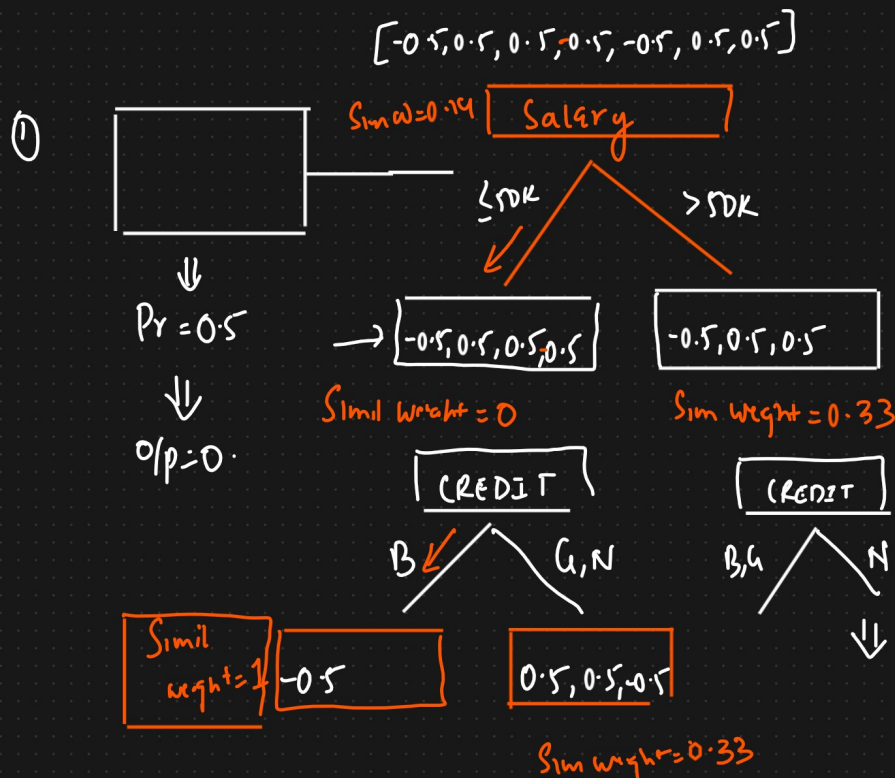 [-0.5, 0.5, 0.5, -0.5, -0.5, 0.5, 0.5]
①
Sim W=0.14
Salary
≤50K
>50K
⇓
Pr = 0.5
→
-0.5, 0.5, 0.5, -0.5
-0.5, 0.5, 0.5
⇓
Simil weight = 0
Sim weght = 0.33
O/p=0.
CREDIT
CREDIT
B
G,N
B,G
N
⇓
Simil
weght=1
-0.5
0.5, 0.5, -0.5
Sim wight=0.33